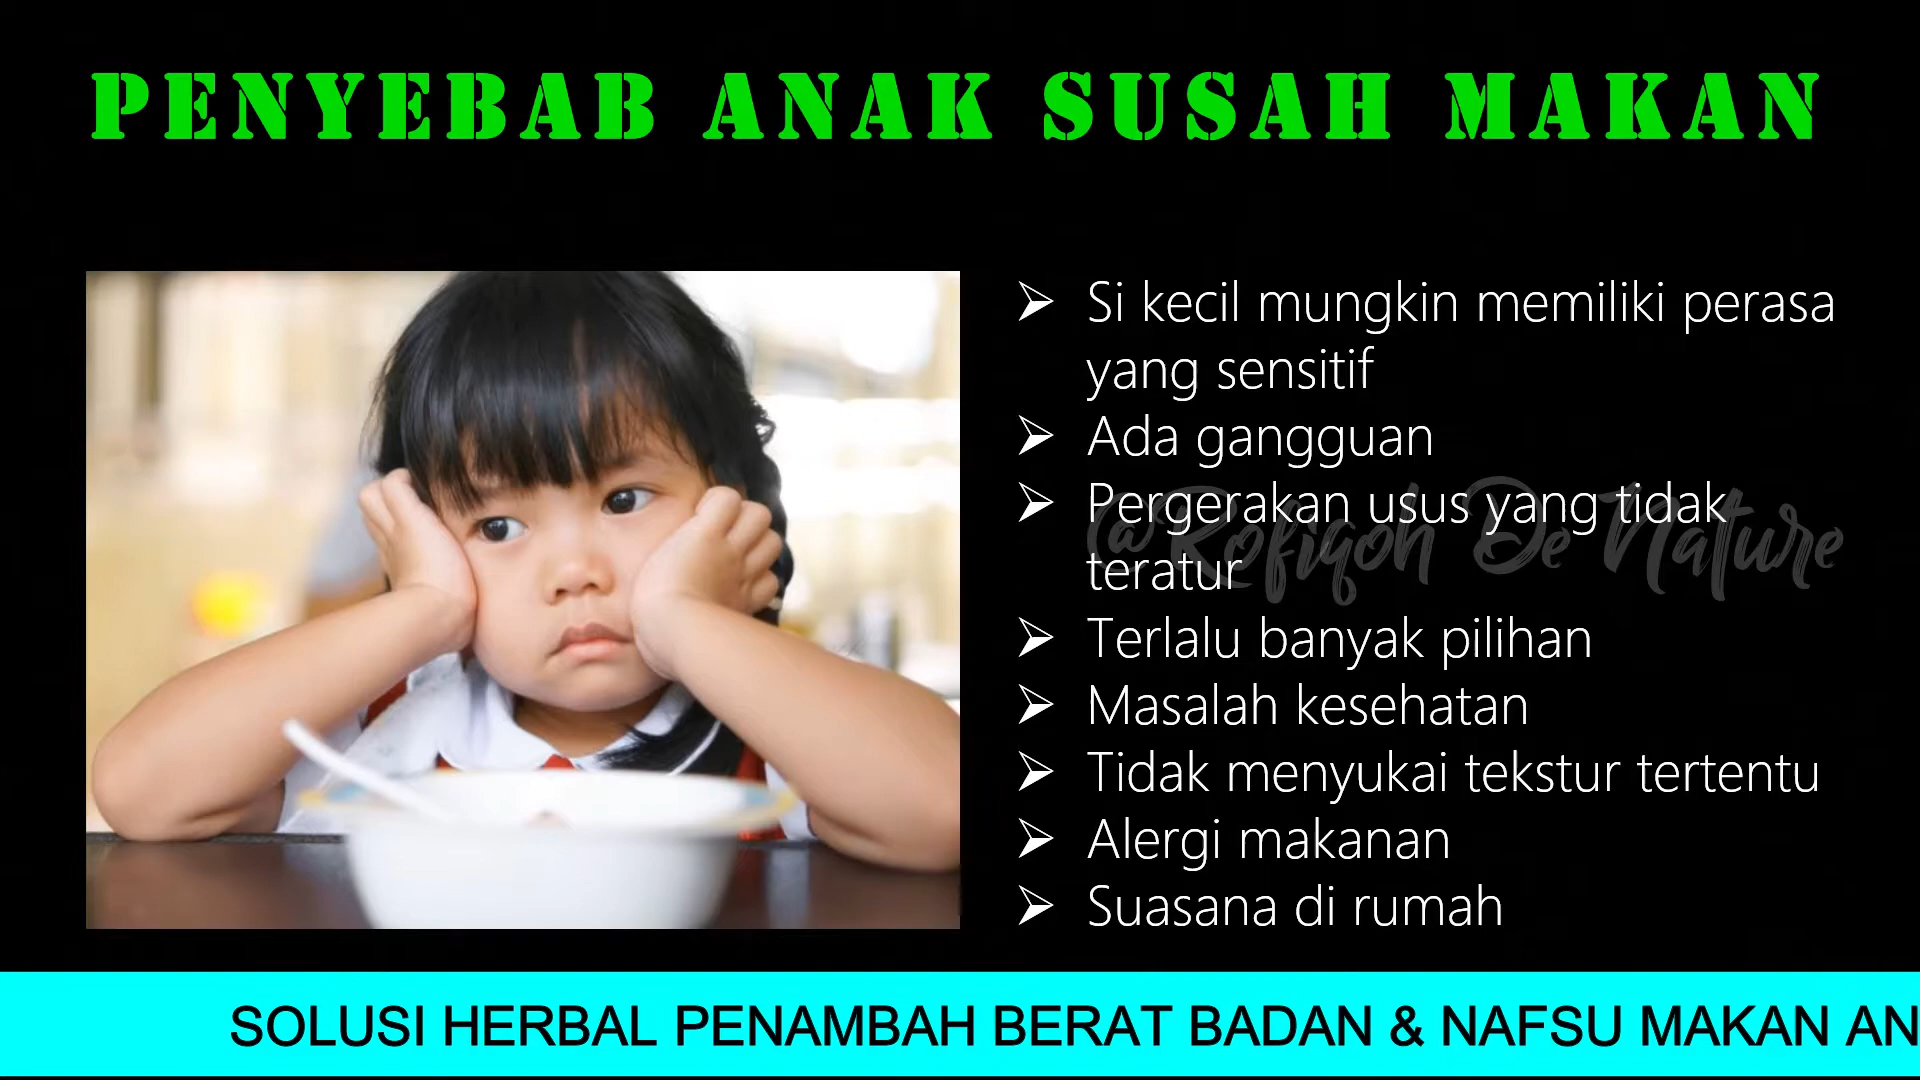 PENYEBAB ANAK SUSAH MAKAN
➢ Si kecil mungkin memiliki perasa
yang sensitif
➢ Ada gangguan
➢ Pergerakan usus yang tidak
teratur
@Rofiqoh De Nature
➢ Terlalu banyak pilihan
➢ Masalah kesehatan
➢ Tidak menyukai tekstur tertentu
➢ Alergi makanan
➢ Suasana di rumah
SOLUSI HERBAL PENAMBAH BERAT BADAN & NAFSU MAKAN AN